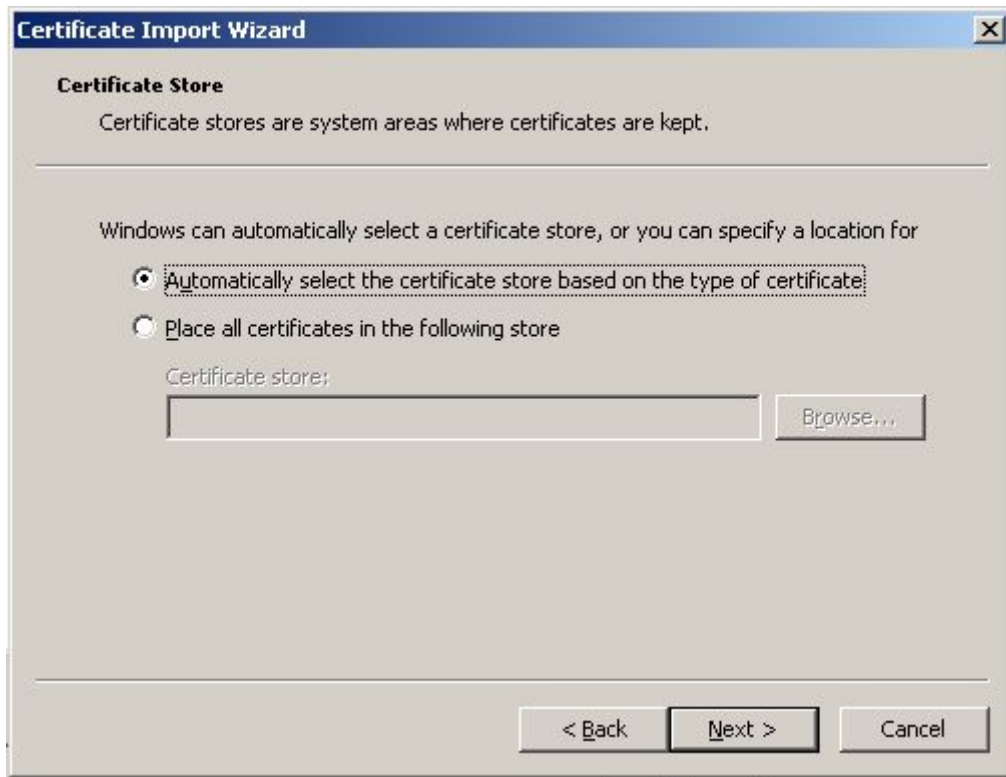 Certificate Import Wizard
Certificate Store
Certificate stores are system areas where certificates are kept.
Windows can automatically select a certificate store, or you can specify a location for
Automatically select the certificate store based on the type of certificate
Place all certificates in the following store
Certificate store:
Browse...
< Back Next > Cancel